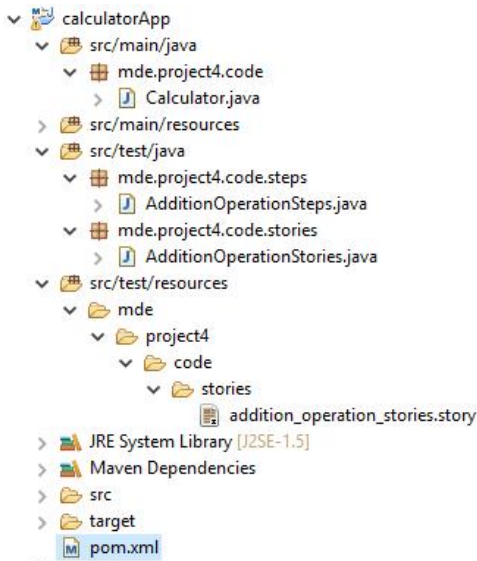 calculatorApp
src/main/java
mde.project4.code
Calculator.java
src/main/resources
src/test/java
mde.project4.code.steps
AdditionOperationSteps.java
mde.project4.code.stories
AdditionOperationStories.java
src/test/resources
mde
project4
code
stories
addition_operation_stories.story
JRE System Library [J2SE-1.5]
Maven Dependencies
src
target
pom.xml